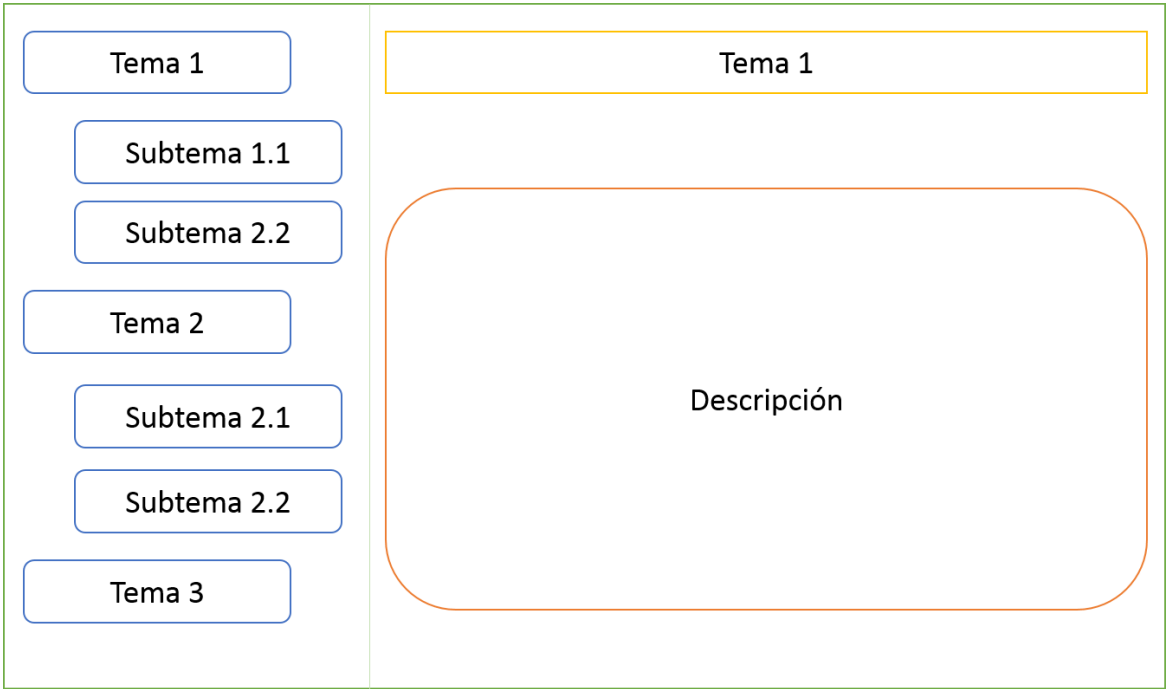 Tema 1
Subtema 1.1
Subtema 2.2
Tema 2
Subtema 2.1
Subtema 2.2
Tema 3
Tema 1
Descripción